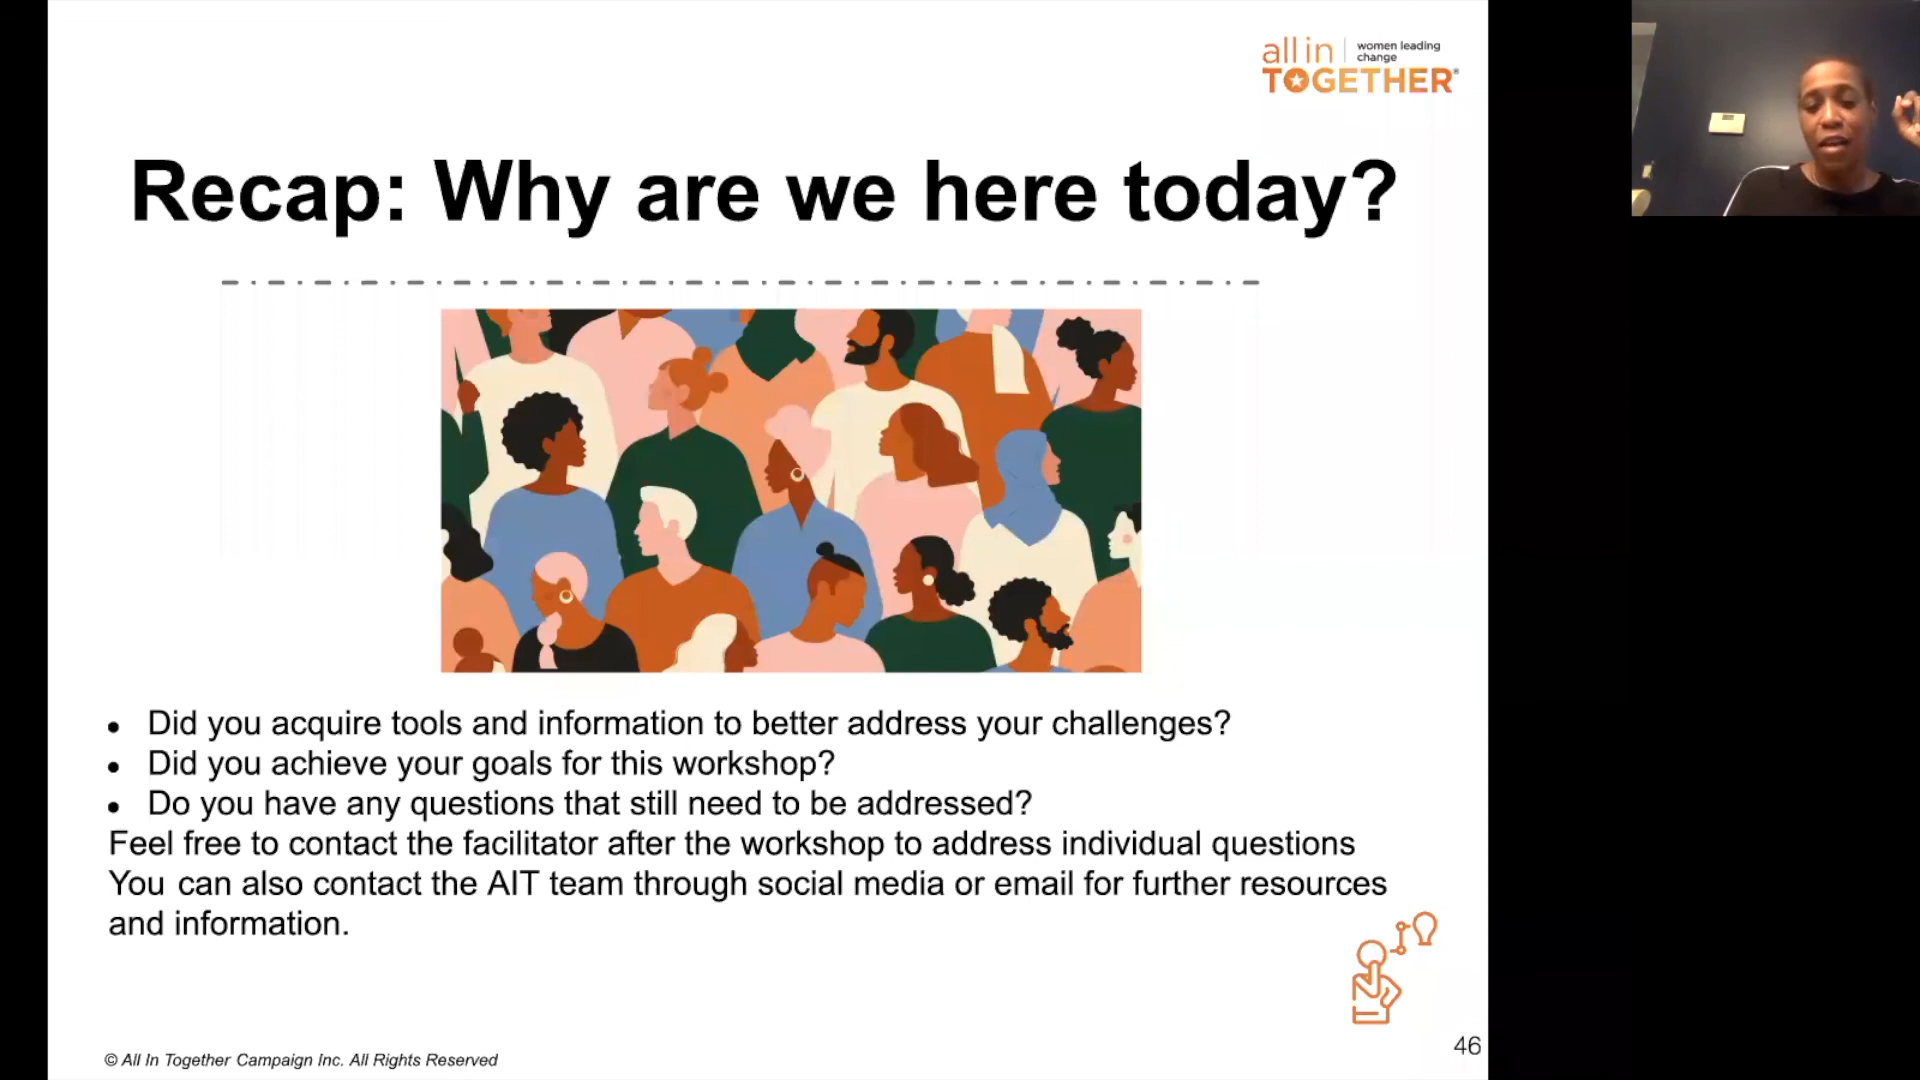 all in women leading
TOGETHER® change
Recap: Why are we here today?
• Did you acquire tools and information to better address your challenges?
• Did you achieve your goals for this workshop?
• Do you have any questions that still need to be addressed?
Feel free to contact the facilitator after the workshop to address individual questions
You can also contact the AIT team through social media or email for further resources
and information.
46
© All In Together Campaign Inc. All Rights Reserved